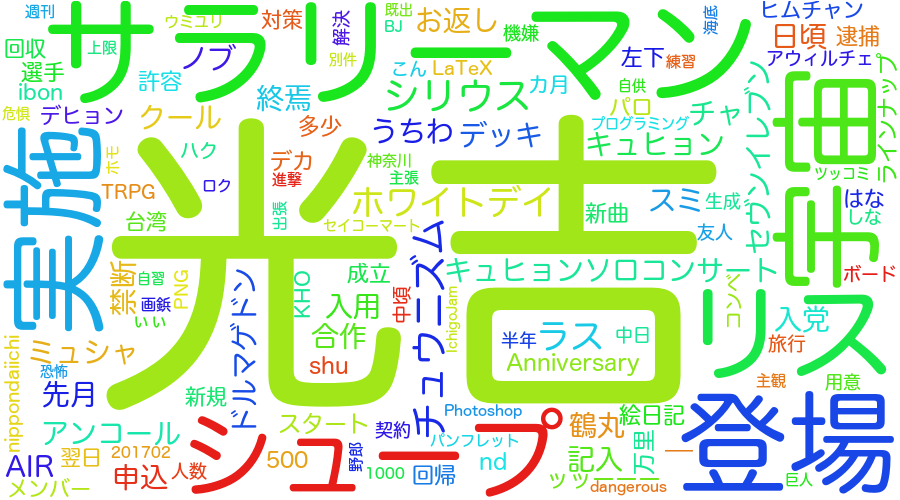 週刊
ウミユリ
サラリーマン
対策
解決
既出
BJ
お返し
機嫌
海底
ヒムチャン
回収
上限
ノブ
別件
こん
LaTeX
左下
練習
日頃
逮捕
選手
ibon
許容
終焉
シリウス
カ月
自供
パロ
アウィルチェ
危惧
デヒョン
クール
多少
うちわ
デッキ
プログラミング
チャ
キュヒョン
セヴンイレブン
宇宙
ラインナップ
ツッコミ
実施
ホモ
ハク
デカ
神奈川
進撃
主張
TRPG
ロク
光吉
ホワイトデイ
新曲
スミ
生成
はな
しな
台湾
出張
セイコーマート
友人
禁断
自習
画鋲
いい
PNG
ドルマゲドン
KHO
成立
中頃
チュウニズム
キュヒョンソロコンサート
ボード
入用
合作
IchigoJam
半年
ラス
中日
コンペ
リス
入党
旅行
nippondaiichi
ミュシャ
恐怖
shu
Anniversary
先月
新規
主観
用意
シュープ
Photoshop
鶴丸
絵日記
登場
アンコール
スタート
契約
パンフレット
万里
一
AIR
翌日
201702
人数
500
野郎
回帰
nd
記入
メンバー
申込
1000
ッッーーー
dangerous
巨人